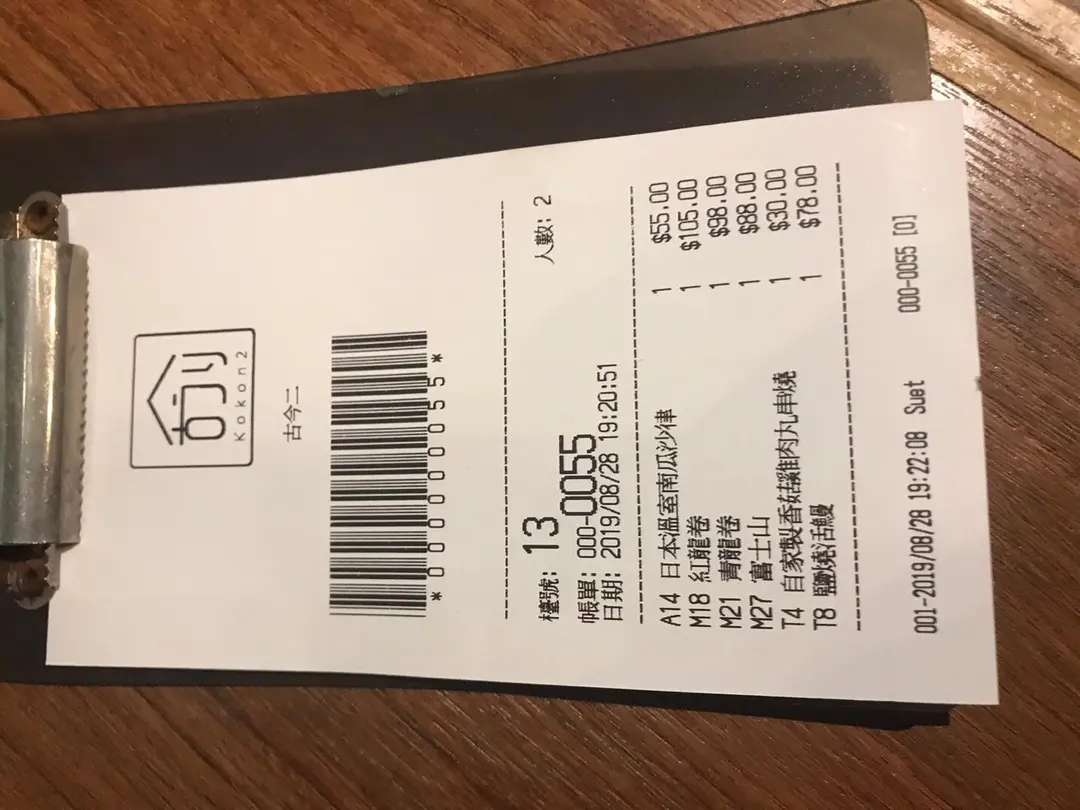 古うり
Kokon2
古今二
*0000000055*
檯號: 13 人數: 2
帳單: 000-0055
日期: 2019/08/28 19:20:51
A14 日本溫室南瓜沙律 1 $55.00
M18 紅龍卷 1 $105.00
M21 青龍卷 1 $98.00
M27 富士山 1 $88.00
T4 自家製香菇雞肉丸串燒 1 $30.00
T8 鹽燒活鰻 1 $78.00
001-2019/08/28 19:22:08 Suet 000-0055 [0]